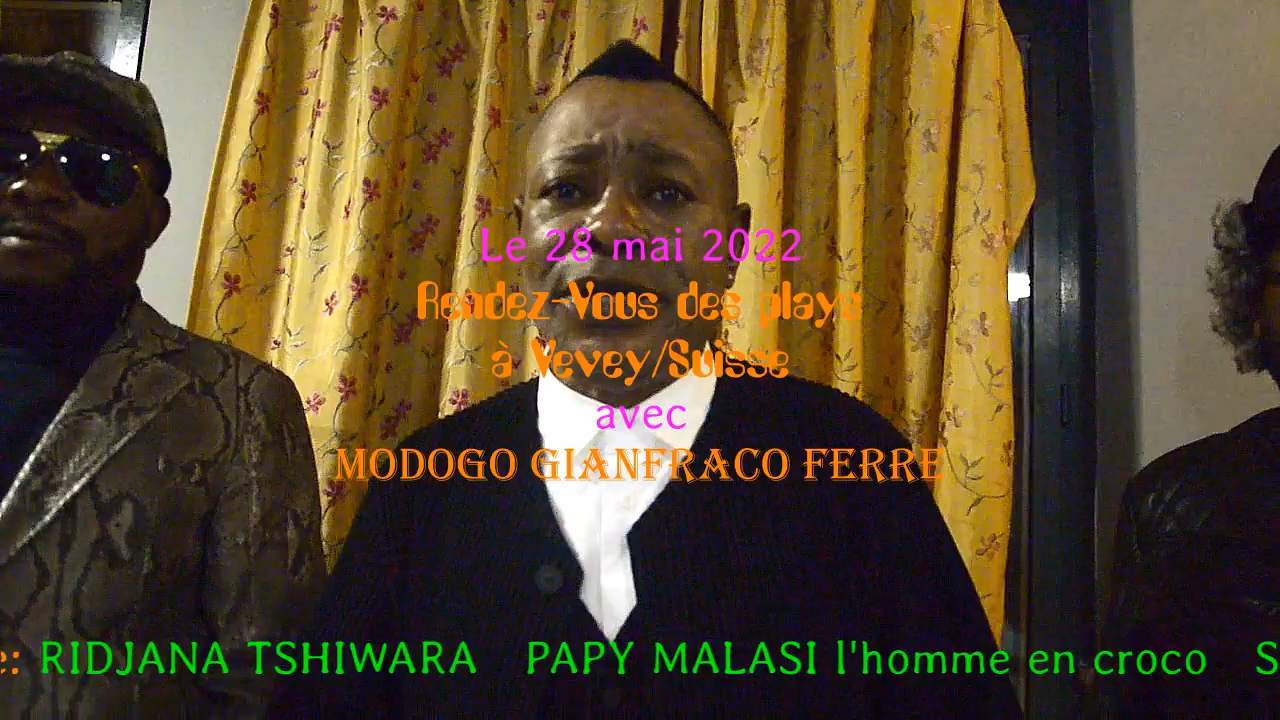 Le 28 mai 2022
Rendez-Vous des plays
à Vevey/Suisse
avec
MODOGO GIANFRACO FERRE
e: RIDJANA TSHIWARA PAPY MALASI l'homme en croco S